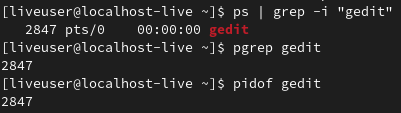 [liveuser@localhost-live ~]$ ps | grep -i "gedit"
   2847 pts/0    00:00:00 gedit
[liveuser@localhost-live ~]$ pgrep gedit
2847
[liveuser@localhost-live ~]$ pidof gedit
2847